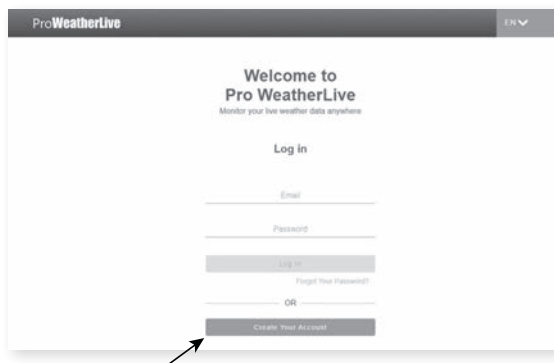 ProWeatherLive
EN
Welcome to
Pro WeatherLive
Monitor your live weather data anywhere
Log in
Email
Password
Log in
Forgot Your Password?
OR
Create Your Account